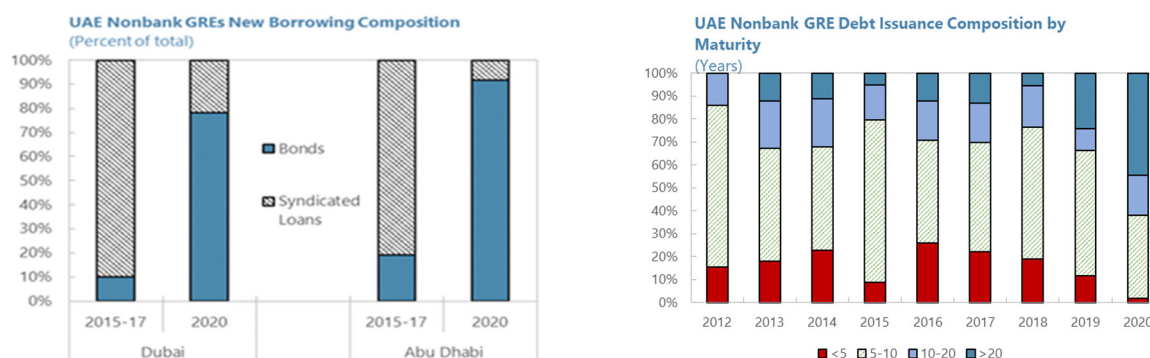 UAE Nonbank GREs New Borrowing Composition
(Percent of total)
100%
90%
80%
70%
60%
50%
40%
30%
20%
10%
0%
Bonds
Syndicated
Loans
2015-17 2020 2015-17 2020
Dubai Abu Dhabi
UAE Nonbank GRE Debt Issuance Composition by
Maturity
(Years)
100%
90%
80%
70%
60%
50%
40%
30%
20%
10%
0%
2012 2013 2014 2015 2016 2017 2018 2019 2020
<5 5-10 10-20 >20